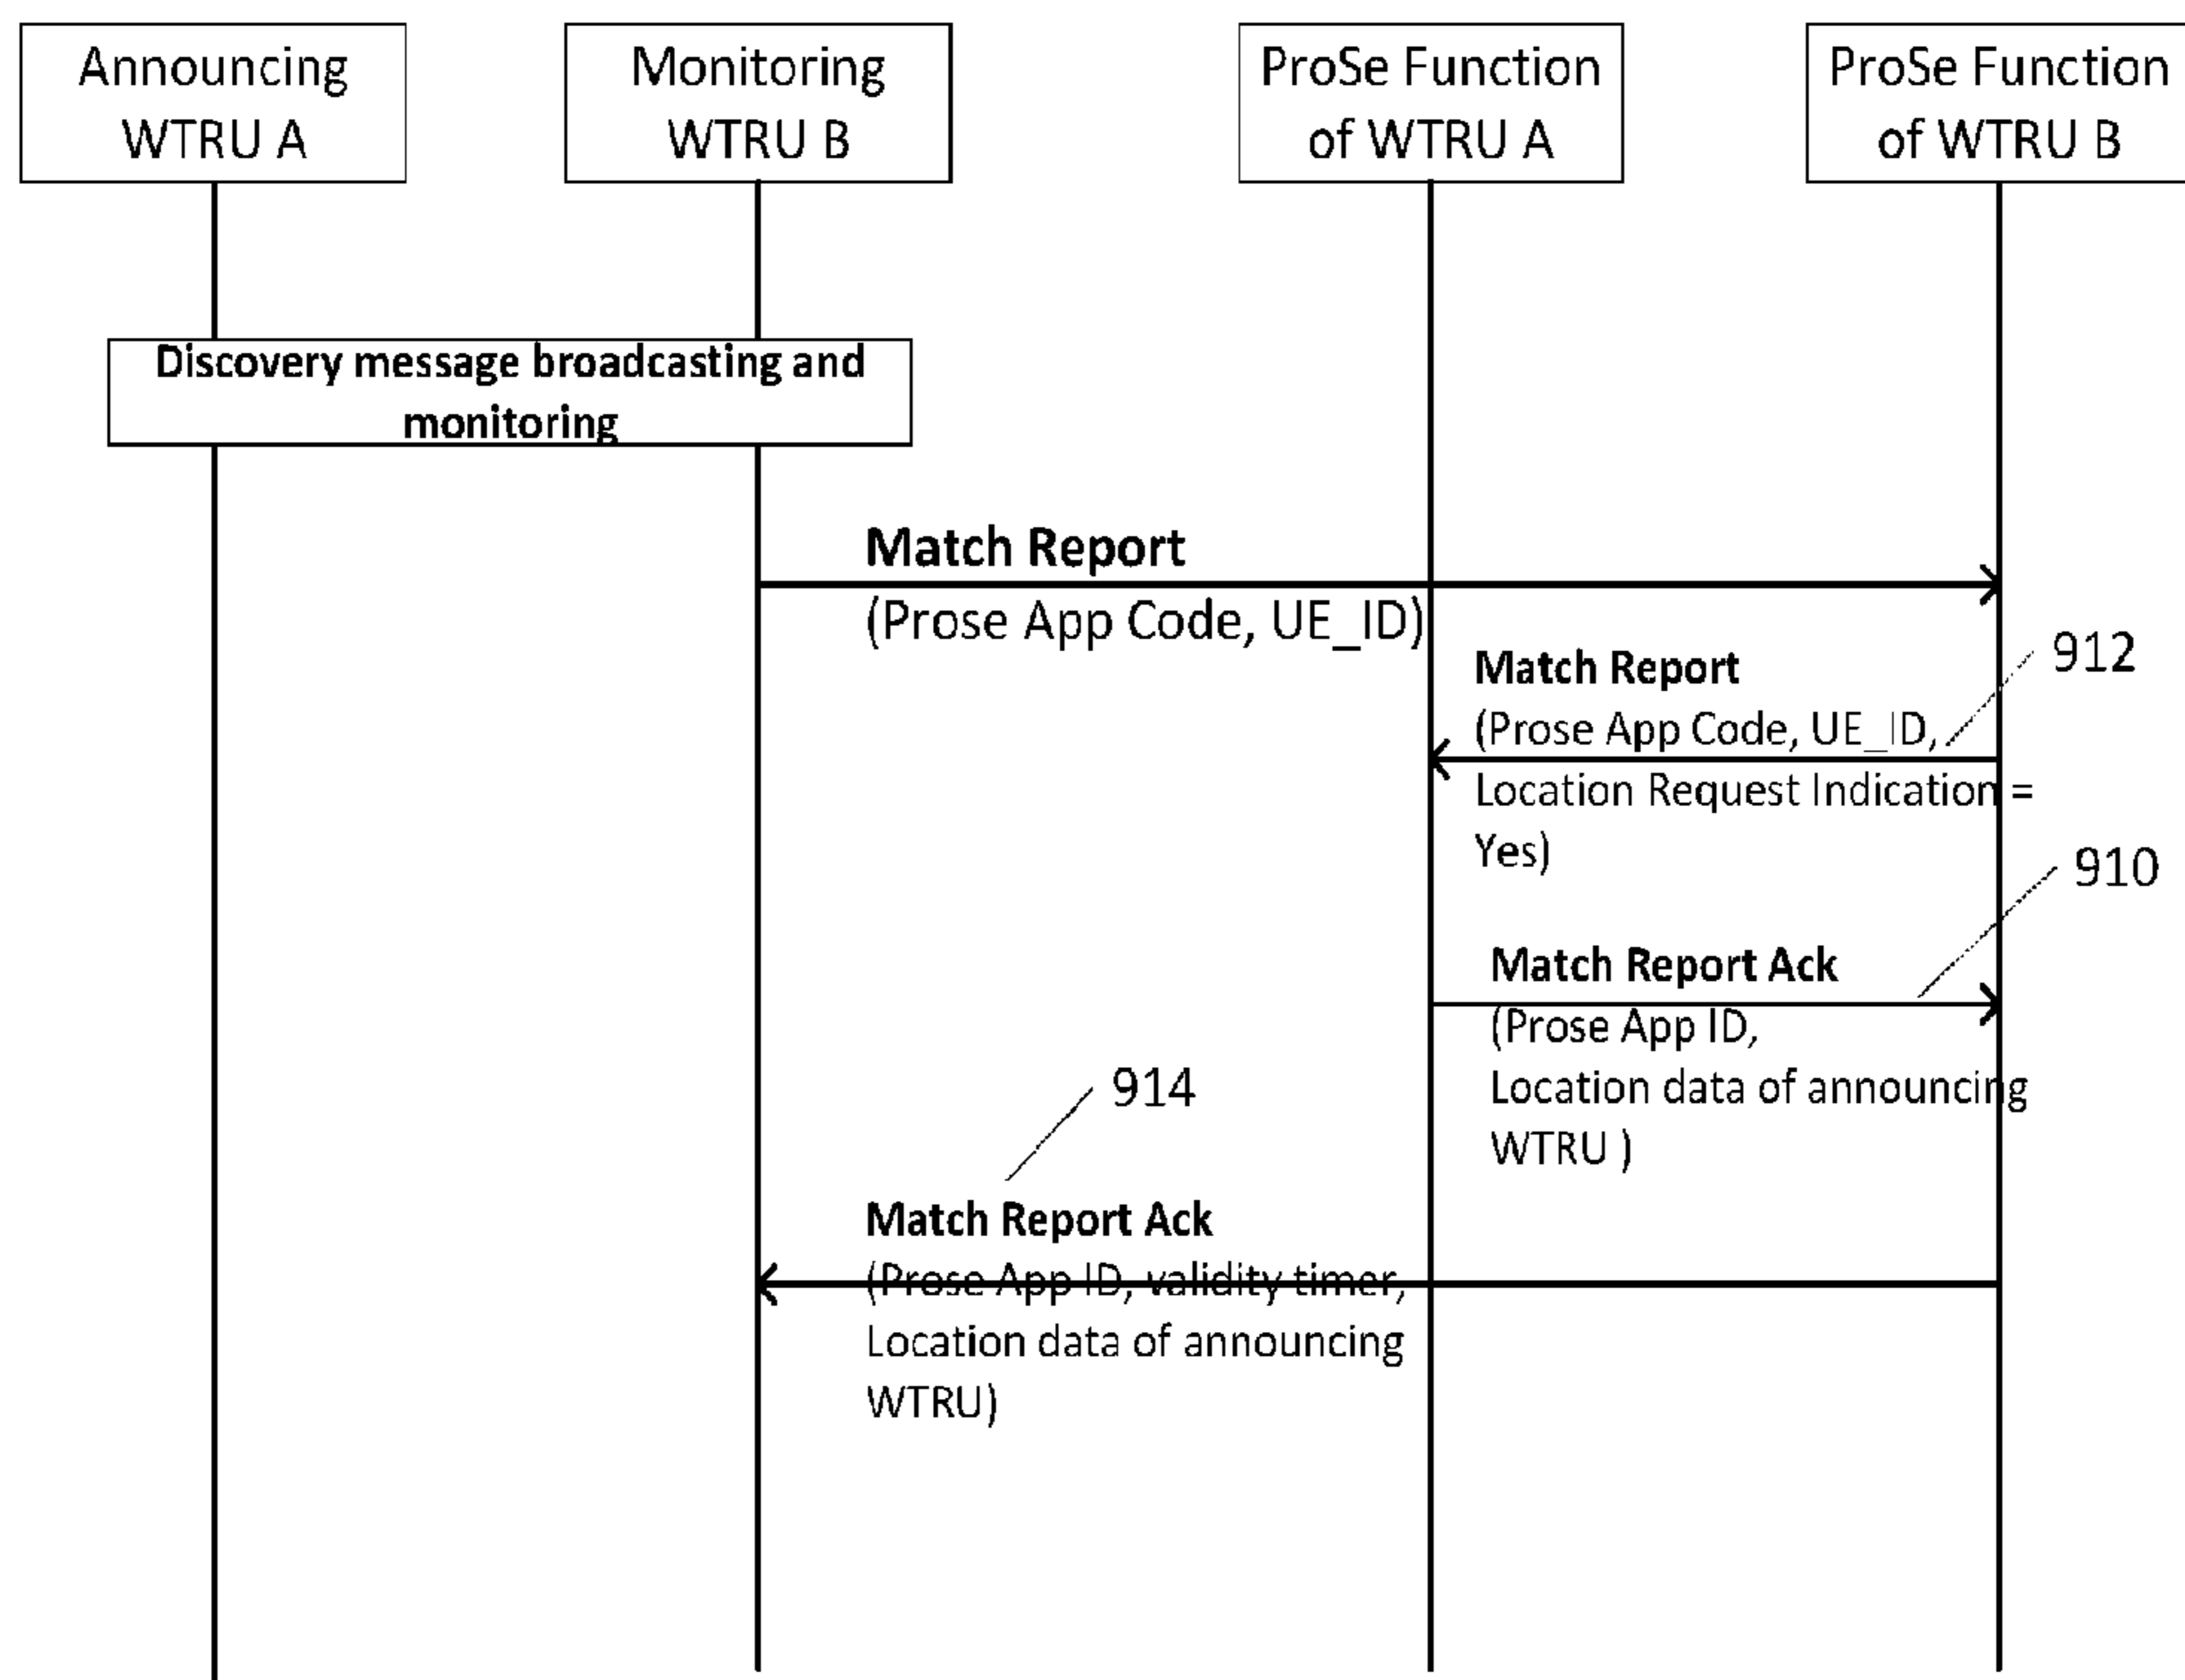 Announcing
WTRU A
Monitoring
WTRU B
ProSe Function
of WTRU A
ProSe Function
of WTRU B
Discovery message broadcasting and
monitoring
Match Report
(Prose App Code, UE_ID)
912
Match Report
(Prose App Code, UE_ID,
Location Request Indication =
Yes)
910
Match Report Ack
(Prose App ID,
Location data of announcing
WTRU )
914
Match Report Ack
(Prose App ID, validity timer,
Location data of announcing
WTRU)